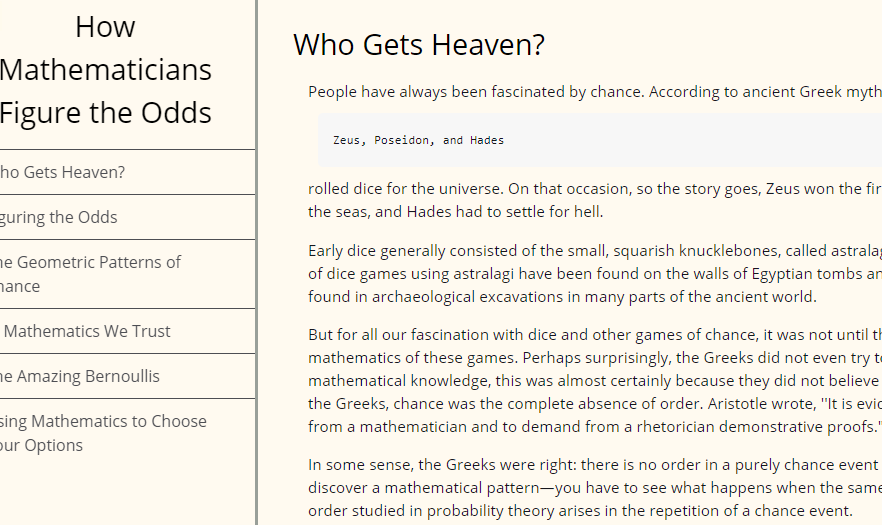 How
Mathematicians
Figure the Odds
ho Gets Heaven?
guring the Odds
e Geometric Patterns of
ance
Mathematics We Trust
e Amazing Bernoullis
sing Mathematics to Choose
our Options
Who Gets Heaven?
People have always been fascinated by chance. According to ancient Greek myth
Zeus, Poseidon, and Hades
rolled dice for the universe. On that occasion, so the story goes, Zeus won the fir
the seas, and Hades had to settle for hell.
Early dice generally consisted of the small, squarish knucklebones, called astralag
of dice games using astralagi have been found on the walls of Egyptian tombs an
found in archaeological excavations in many parts of the ancient world.
But for all our fascination with dice and other games of chance, it was not until th
mathematics of these games. Perhaps surprisingly, the Greeks did not even try to
mathematical knowledge, this was almost certainly because they did not believe
the Greeks, chance was the complete absence of order. Aristotle wrote, "It is evid
from a mathematician and to demand from a rhetorician demonstrative proofs."
In some sense, the Greeks were right: there is no order in a purely chance event
discover a mathematical pattern—you have to see what happens when the same
order studied in probability theory arises in the repetition of a chance event.